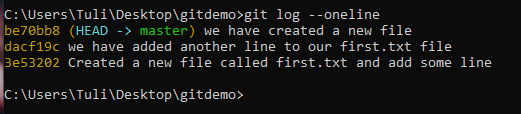 C:\Users\Tuli\Desktop\gitdemo>git log --oneline
be70bb8 (HEAD -> master) we have created a new file
dacf19c we have added another line to our first.txt file
3e53202 Created a new file called first.txt and add some line
C:\Users\Tuli\Desktop\gitdemo>